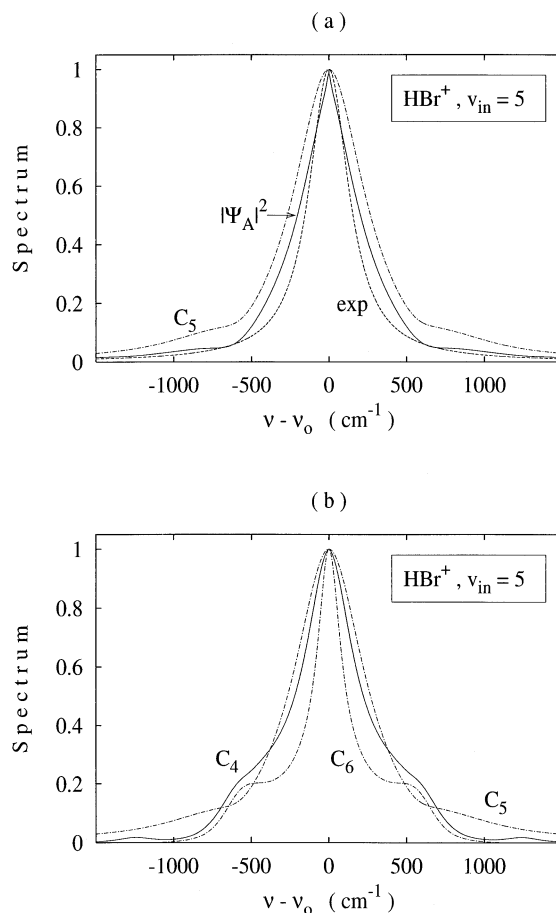 ( a )
HBr+ , vin = 5
1
0.8
0.6
0.4
0.2
0
Spectrum
|ΨA|2
C5
exp
-1000 -500 0 500 1000
ν - νo ( cm-1 )
( b )
HBr+ , vin = 5
1
0.8
0.6
0.4
0.2
0
Spectrum
C4
C6
C5
-1000 -500 0 500 1000
ν - νo ( cm-1 )